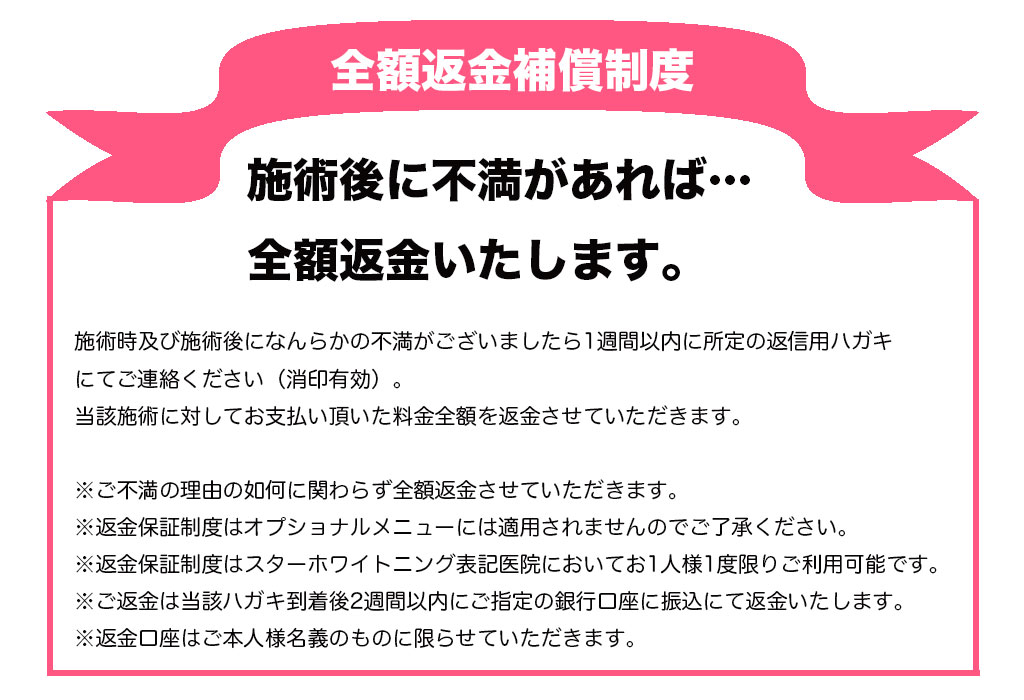 全額返金補償制度
施術後に不満があれば…
全額返金いたします。
施術時及び施術後になんらかの不満がございましたら1週間以内に所定の返信用ハガキ
にてご連絡ください（消印有効）。
当該施術に対してお支払い頂いた料金全額を返金させていただきます。
※ご不満の理由の如何に関わらず全額返金させていただきます。
※返金保証制度はオプショナルメニューには適用されませんのでご了承ください。
※返金保証制度はスターホワイトニング表記医院においてお1人様1度限りご利用可能です。
※ご返金は当該ハガキ到着後2週間以内にご指定の銀行口座に振込にて返金いたします。
※返金口座はご本人様名義のものに限らせていただきます。